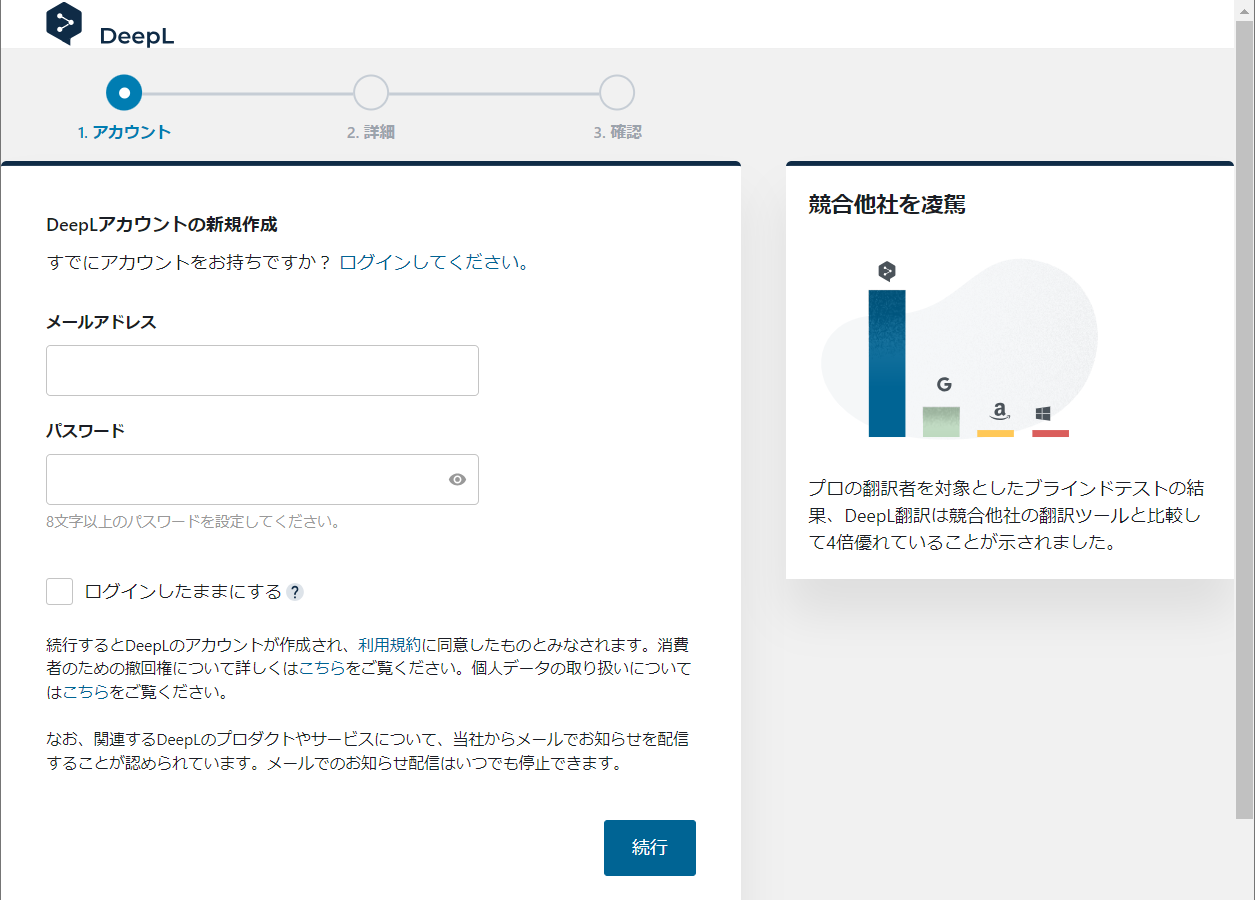 DeepL
1. アカウント
2. 詳細
3. 確認
DeepLアカウントの新規作成
すでにアカウントをお持ちですか？ ログインしてください。
メールアドレス
パスワード
8文字以上のパスワードを設定してください。
ログインしたままにする ?
続行するとDeepLのアカウントが作成され、利用規約に同意したものとみなされます。消費
者のための撤回権について詳しくはこちらをご覧ください。個人データの取り扱いについて
はこちらをご覧ください。
なお、関連するDeepLのプロダクトやサービスについて、当社からメールでお知らせを配信
することが認められています。メールでのお知らせ配信はいつでも停止できます。
続行
競合他社を凌駕
G
a
プロの翻訳者を対象としたブラインドテストの結
果、DeepL翻訳は競合他社の翻訳ツールと比較し
て4倍優れていることが示されました。